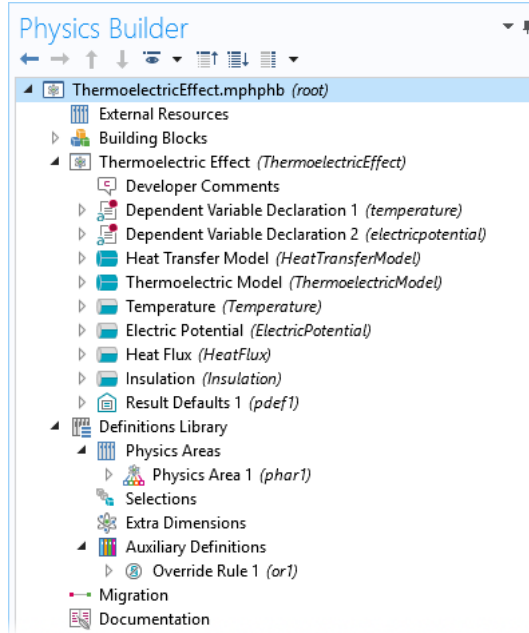 Physics Builder
ThermoelectricEffect.mphphb (root)
External Resources
Building Blocks
Thermoelectric Effect (ThermoelectricEffect)
Developer Comments
Dependent Variable Declaration 1 (temperature)
Dependent Variable Declaration 2 (electricpotential)
Heat Transfer Model (HeatTransferModel)
Thermoelectric Model (ThermoelectricModel)
Temperature (Temperature)
Electric Potential (ElectricPotential)
Heat Flux (HeatFlux)
Insulation (Insulation)
Result Defaults 1 (pdef1)
Definitions Library
Physics Areas
Physics Area 1 (phar1)
Selections
Extra Dimensions
Auxiliary Definitions
Override Rule 1 (or1)
Migration
Documentation